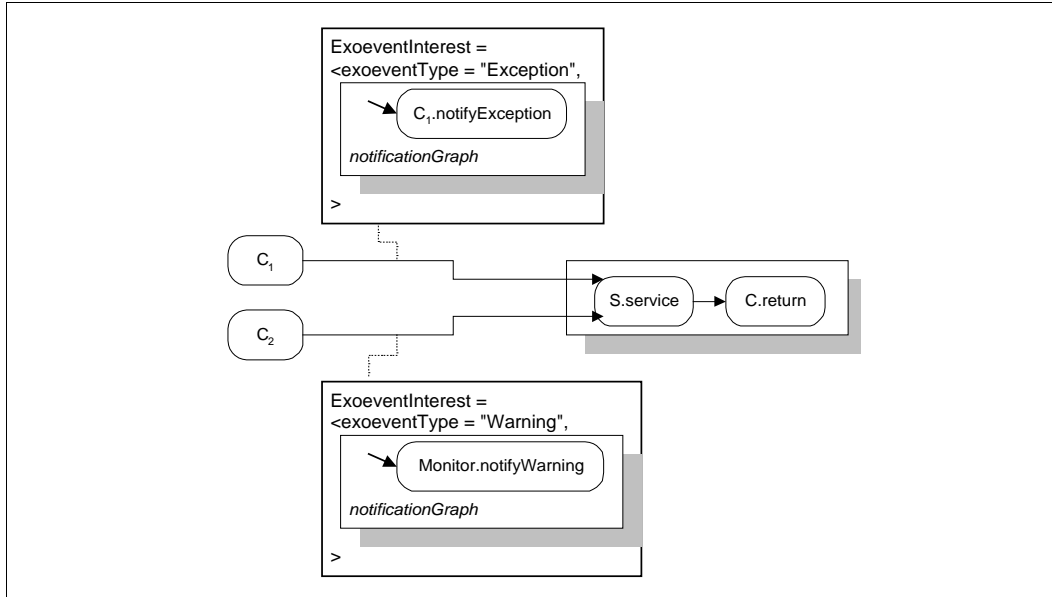 ExoeventInterest =
<exoeventType = "Exception",
C1.notifyException
notificationGraph
>
C1
S.service
C.return
C2
ExoeventInterest =
<exoeventType = "Warning",
Monitor.notifyWarning
notificationGraph
>